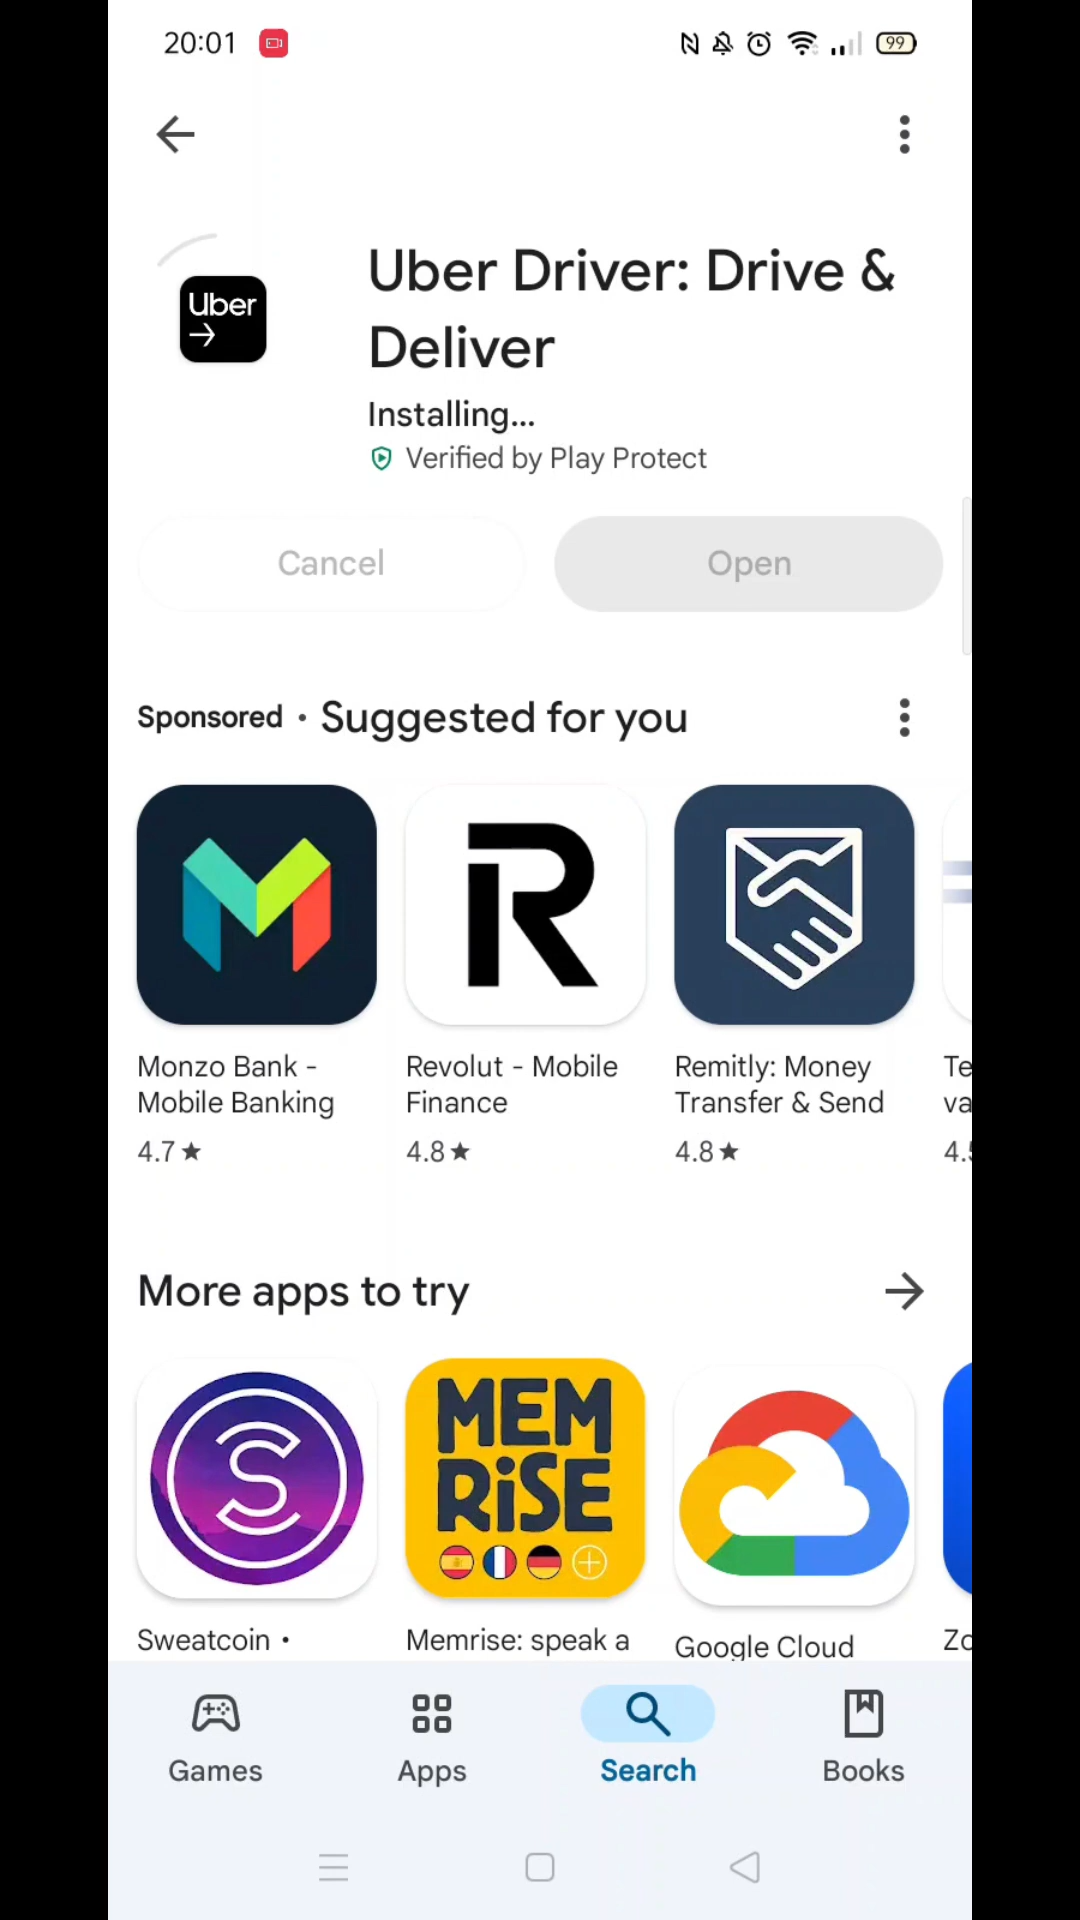 20:01
99
Uber
Uber Driver: Drive &
Deliver
Installing...
Verified by Play Protect
Cancel
Open
Sponsored • Suggested for you
Monzo Bank -
Mobile Banking
4.7★
Revolut - Mobile
Finance
4.8★
Remitly: Money
Transfer & Send
4.8★
Te
va
4.5
More apps to try
MEM
RiSE
Sweatcoin •
Memrise: speak a
Google Cloud
Zo
Games
Apps
Search
Books